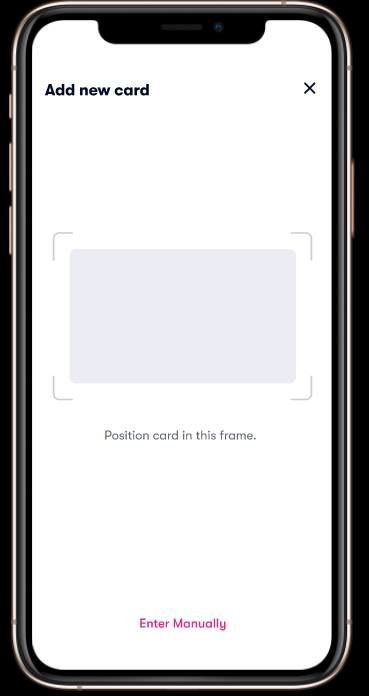 Add new card
Position card in this frame.
Enter Manually